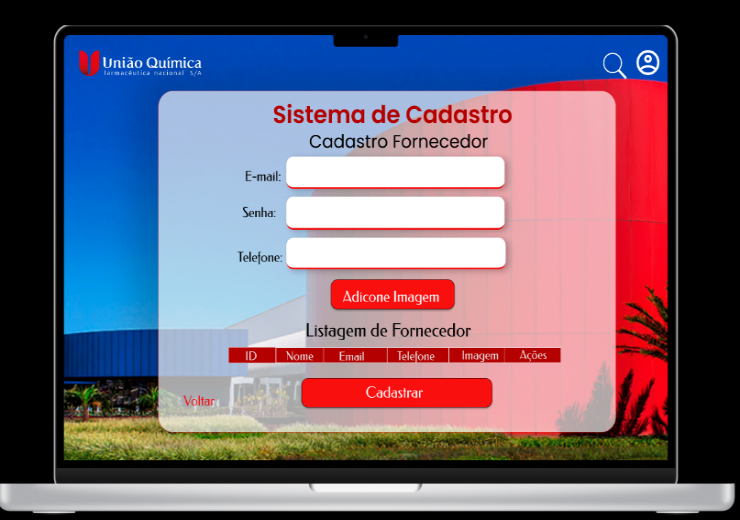 União Química
farmacêutica nacional S/A
Sistema de Cadastro
Cadastro Fornecedor
E-mail:
Senha:
Telefone:
Adicone Imagem
Listagem de Fornecedor
ID Nome Email Telefone Imagem Ações
Cadastrar
Voltar